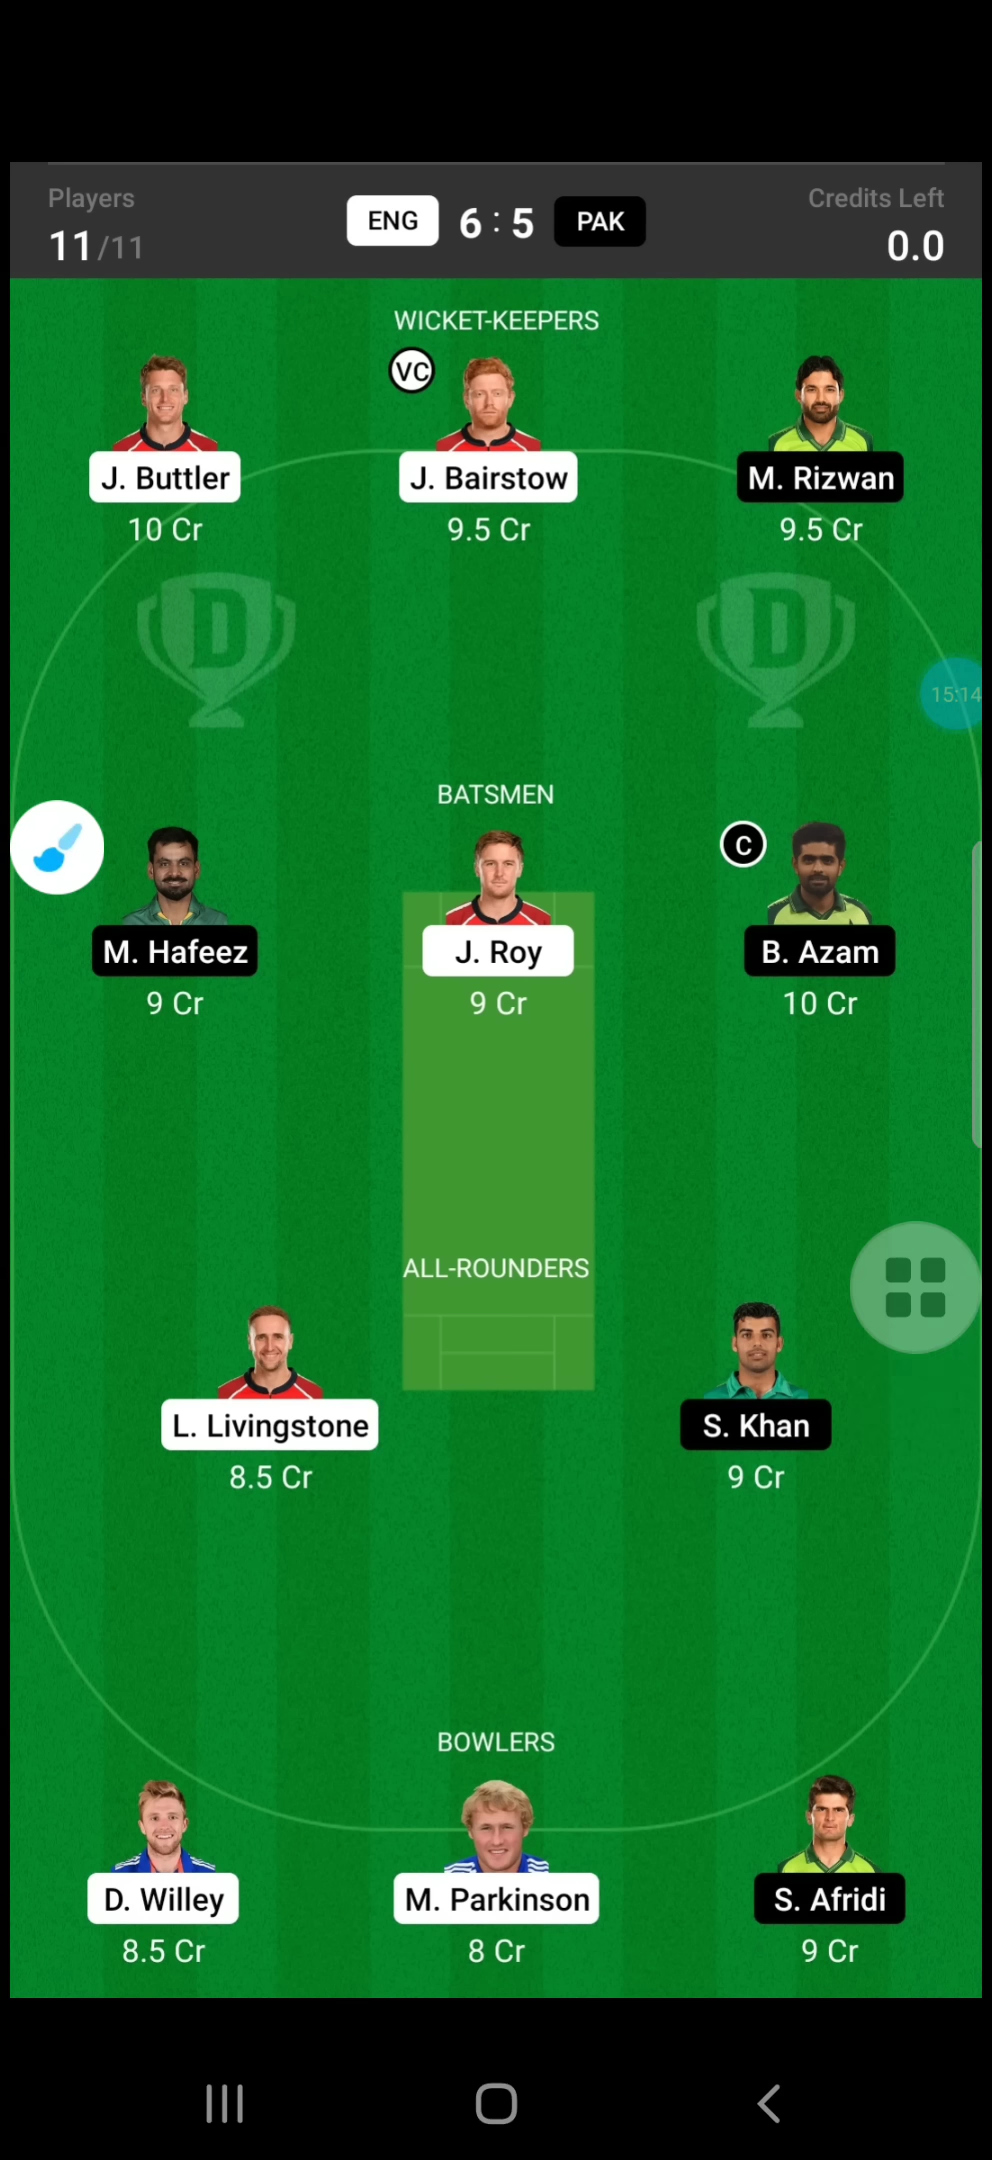 Players
Credits Left
ENG 6 : 5 PAK
11/11
0.0
WICKET-KEEPERS
VC
J. Buttler
J. Bairstow
M. Rizwan
10 Cr
9.5 Cr
9.5 Cr
D
D
15:14
BATSMEN
C
M. Hafeez
J. Roy
B. Azam
9 Cr
9 Cr
10 Cr
ALL-ROUNDERS
L. Livingstone
S. Khan
8.5 Cr
9 Cr
BOWLERS
D. Willey
M. Parkinson
S. Afridi
8.5 Cr
8 Cr
9 Cr